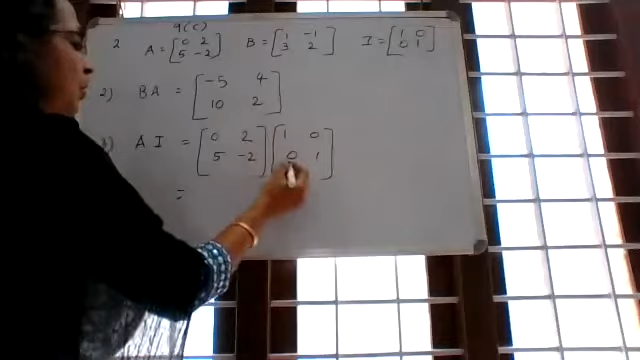 9(C)
2 A = [0 2 5 -2] B = [1 -1 3 2] I = [1 0 0 1]
2) BA = [-5 4 10 2]
3) A I = [0 2 5 -2] [1 0 0 1]
=